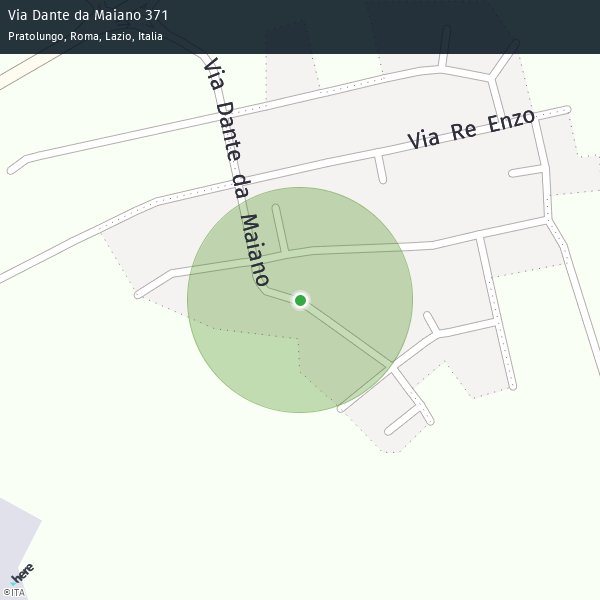 Via Dante da Maiano 371
Pratolungo, Roma, Lazio, Italia
Via Dante da Maiano
Via Re Enzo
here
©ITA